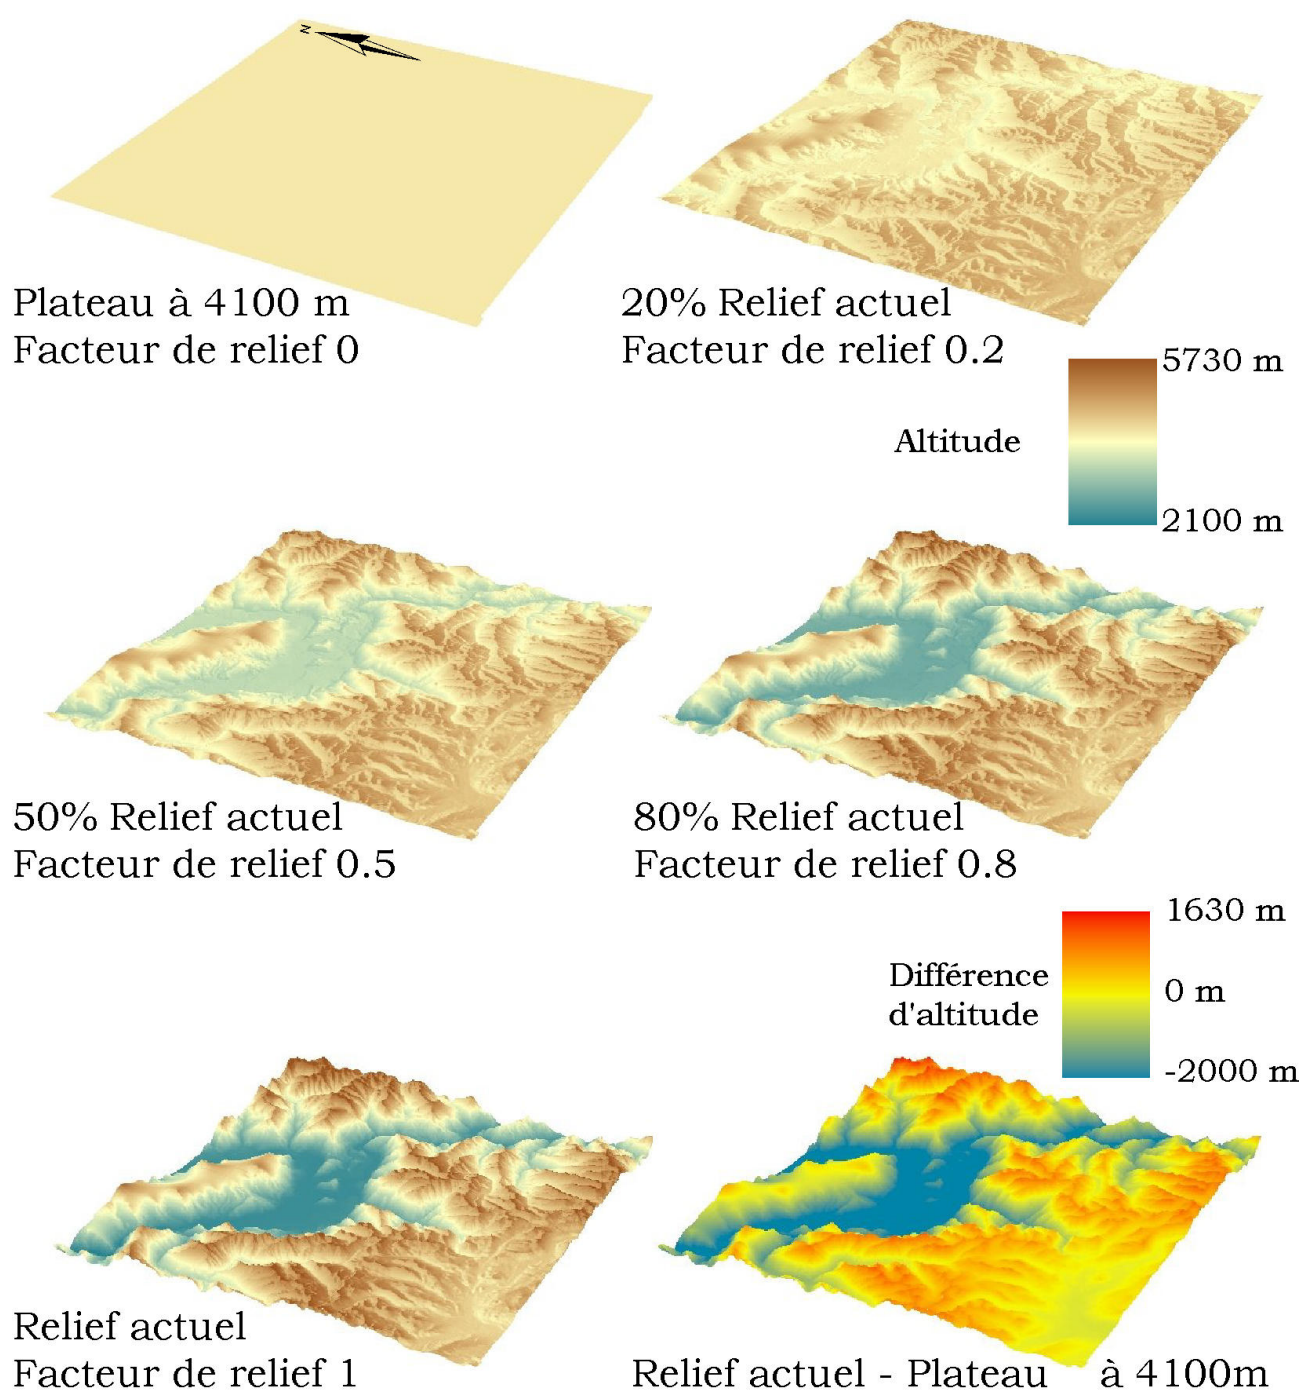 N
Plateau à 4100 m
Facteur de relief 0
20% Relief actuel
Facteur de relief 0.2
5730 m
Altitude
2100 m
50% Relief actuel
Facteur de relief 0.5
80% Relief actuel
Facteur de relief 0.8
1630 m
Différence
d'altitude
0 m
-2000 m
Relief actuel
Facteur de relief 1
Relief actuel - Plateau à 4100m